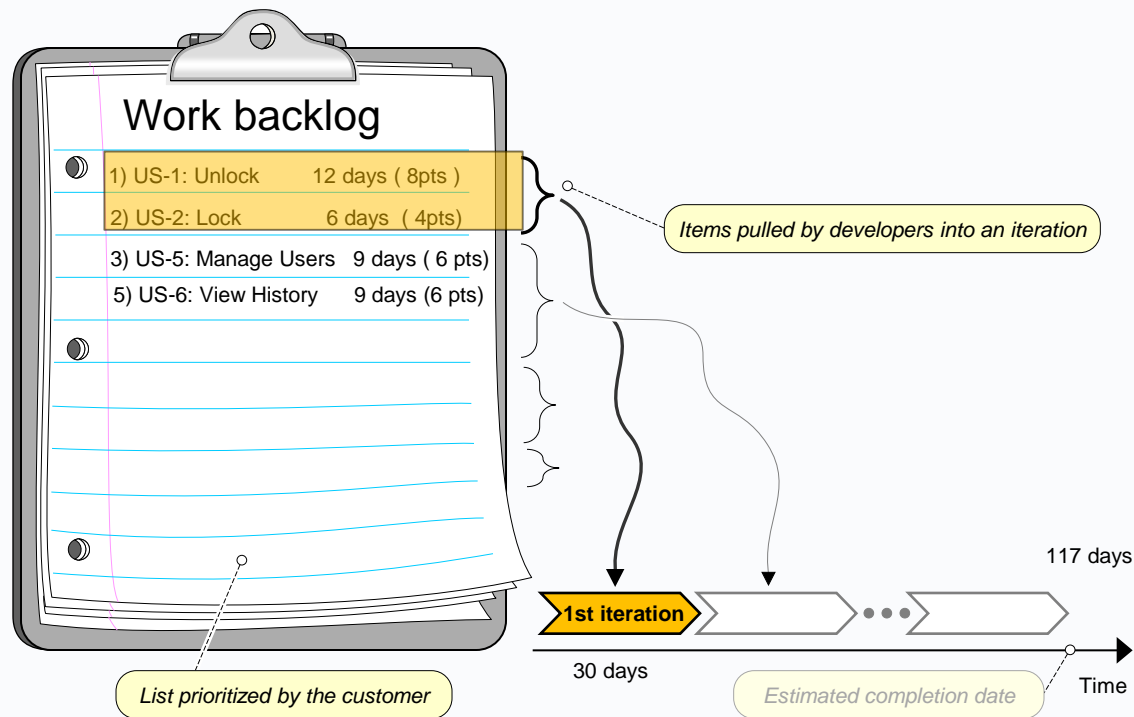 Work backlog
1) US-1: Unlock 12 days ( 8pts )
2) US-2: Lock 6 days ( 4pts)
3) US-5: Manage Users 9 days ( 6 pts)
5) US-6: View History 9 days (6 pts)
Items pulled by developers into an iteration
117 days
1st iteration
30 days
Time
List prioritized by the customer
Estimated completion date